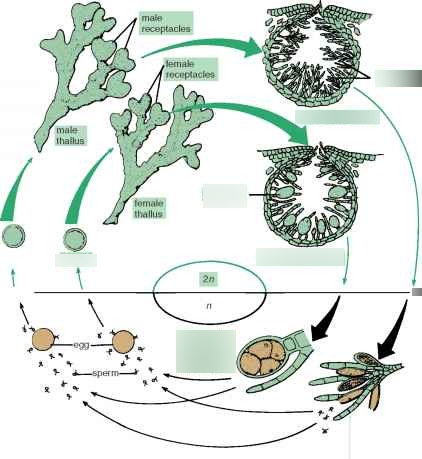 male
receptacles
female
receptacles
male
thallus
female
thallus
2n
n
egg
sperm